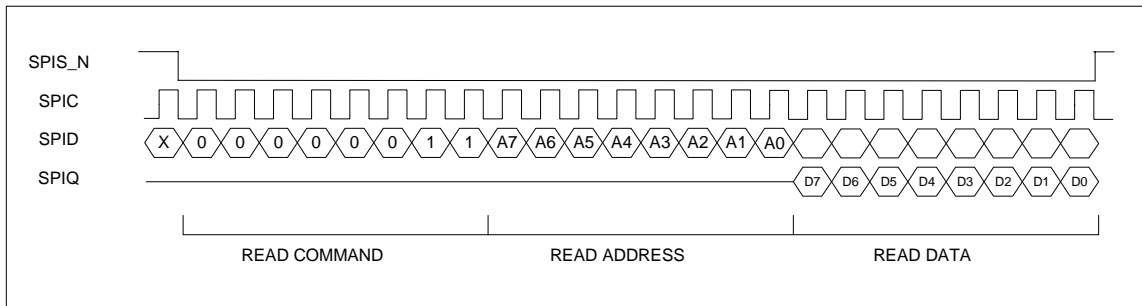 SPIS_N
SPIC
SPID X 0 0 0 0 0 0 1 1 A7 A6 A5 A4 A3 A2 A1 A0
SPIQ D7 D6 D5 D4 D3 D2 D1 D0
READ COMMAND READ ADDRESS READ DATA